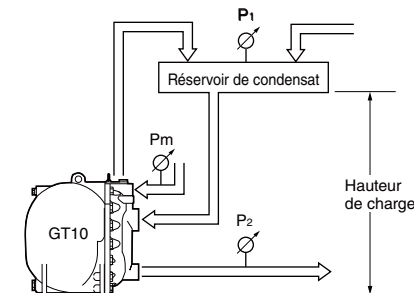 P1
Réservoir de condensat
Pm
Hauteur
de charge
GT10
P2